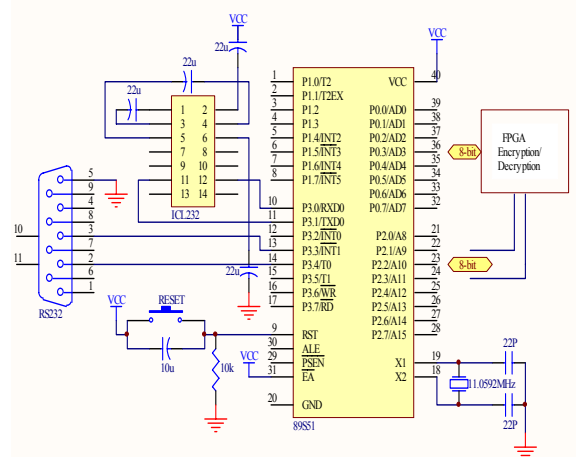 VCC
22u
22u
22u
1 2
3 4
5 6
7 8
9 10
11 12
13 14
ICL232
5
9
4
8
3
7
2
6
1
10
11
RS232
22u
VCC
RESET
10u
10k
VCC
VCC
1 P1.0/T2 VCC 40
2 P1.1/T2EX
3 P1.2 P0.0/AD0 39
4 P1.3 P0.1/AD1 38
5 P1.4/INT2 P0.2/AD2 37
6 P1.5/INT3 P0.3/AD3 36
7 P1.6/INT4 P0.4/AD4 35
8 P1.7/INT5 P0.5/AD5 34
P0.6/AD6 33
10 P3.0/RXD0 P0.7/AD7 32
11 P3.1/TXD0
12 P3.2/INT0 P2.0/A8 21
13 P3.3/INT1 P2.1/A9 22
14 P3.4/T0 P2.2/A10 23
15 P3.5/T1 P2.3/A11 24
16 P3.6/WR P2.4/A12 25
17 P3.7/RD P2.5/A13 26
P2.6/A14 27
9 RST P2.7/A15 28
30 ALE
29 PSEN X1 19
31 EA X2 18
20 GND
89S51
8-bit
FPGA
Encryption/
Decryption
8-bit
22P
11.0592MHz
22P